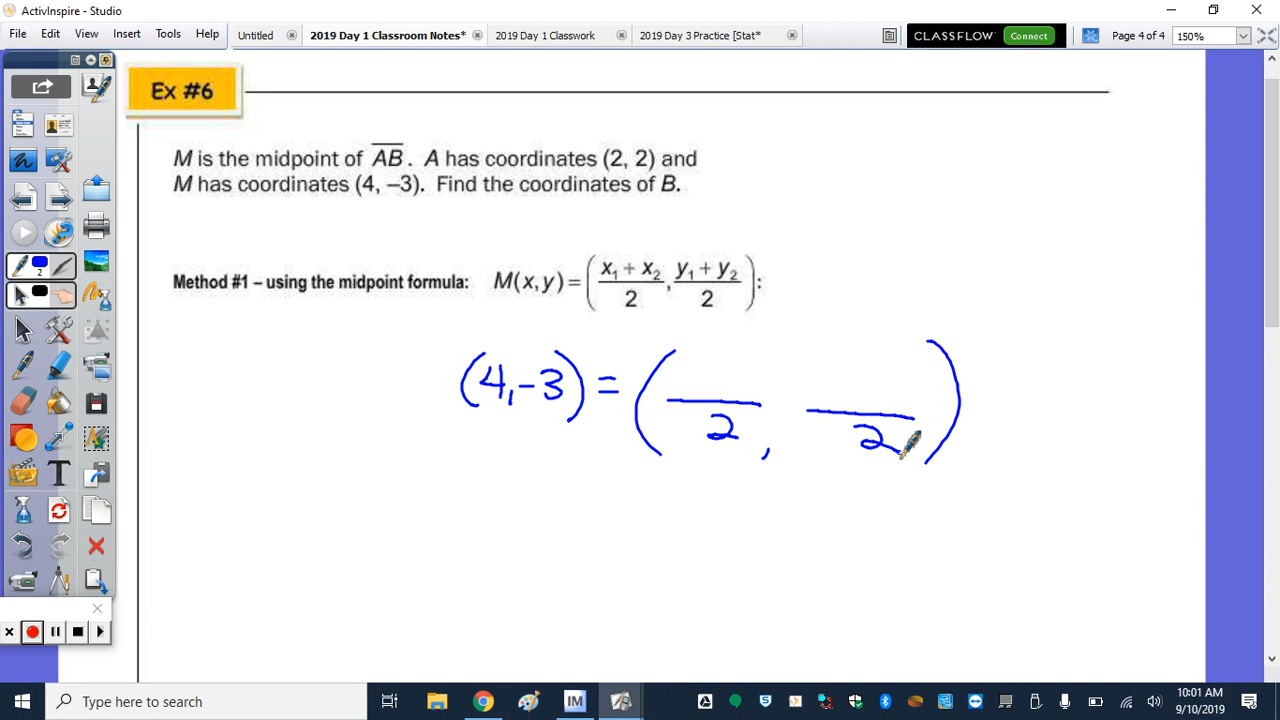 ActivInspire - Studio
File Edit View Insert Tools Help
Untitled
2019 Day 1 Classroom Notes*
2019 Day 1 Classwork
2019 Day 3 Practice [Stat*
CLASSFLOW Connect
Page 4 of 4
150%
Ex #6
M is the midpoint of AB. A has coordinates (2, 2) and
M has coordinates (4, –3). Find the coordinates of B.
Method #1 – using the midpoint formula: M(x,y) = (x₁ + x₂ / 2, y₁ + y₂ / 2):
(4,-3) = ( /2 , /2 )
2
T
Type here to search
IM
10:01 AM
9/10/2019